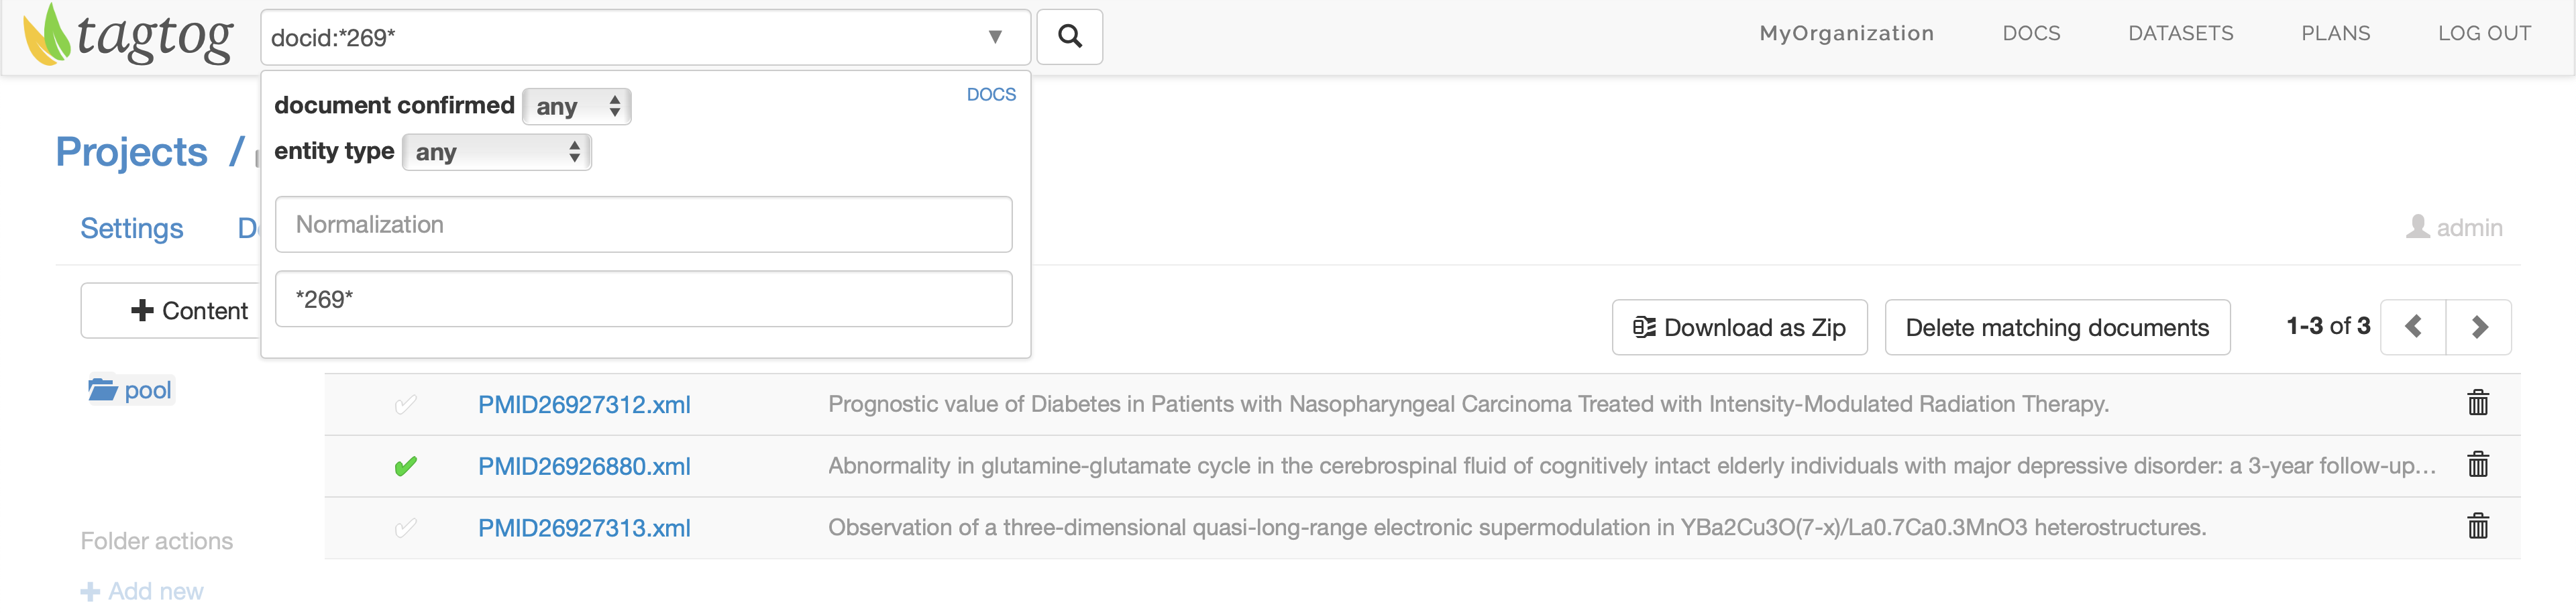 tagtog docid:*269* ▼ MyOrganization DOCS DATASETS PLANS LOG OUT
document confirmed any DOCS
entity type any
Projects /
Normalization
Settings admin
*269*
Content Download as Zip Delete matching documents 1-3 of 3
pool
PMID26927312.xml Prognostic value of Diabetes in Patients with Nasopharyngeal Carcinoma Treated with Intensity-Modulated Radiation Therapy.
PMID26926880.xml Abnormality in glutamine-glutamate cycle in the cerebrospinal fluid of cognitively intact elderly individuals with major depressive disorder: a 3-year follow-up...
PMID26927313.xml Observation of a three-dimensional quasi-long-range electronic supermodulation in YBa2Cu3O(7-x)/La0.7Ca0.3MnO3 heterostructures.
Folder actions
Add new